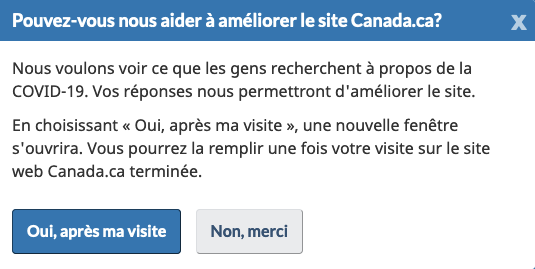 Pouvez-vous nous aider à améliorer le site Canada.ca?
x
Nous voulons voir ce que les gens recherchent à propos de la
COVID-19. Vos réponses nous permettront d'améliorer le site.
En choisissant « Oui, après ma visite », une nouvelle fenêtre
s'ouvrira. Vous pourrez la remplir une fois votre visite sur le site
web Canada.ca terminée.
Oui, après ma visite
Non, merci